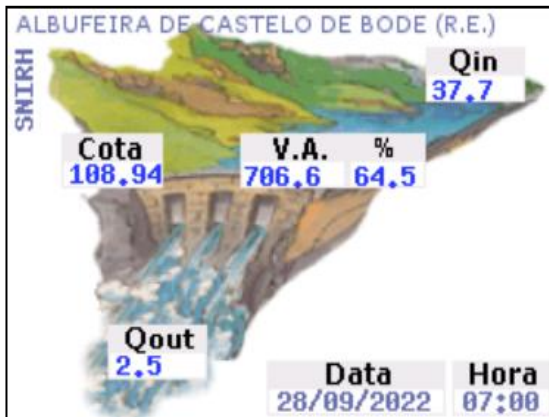 ALBUFEIRA DE CASTELO DE BODE (R.E.)
SNIRH
Qin
37.7
Cota
108.94
V.A. %
706.6 64.5
Qout
2.5
Data Hora
28/09/2022 07:00